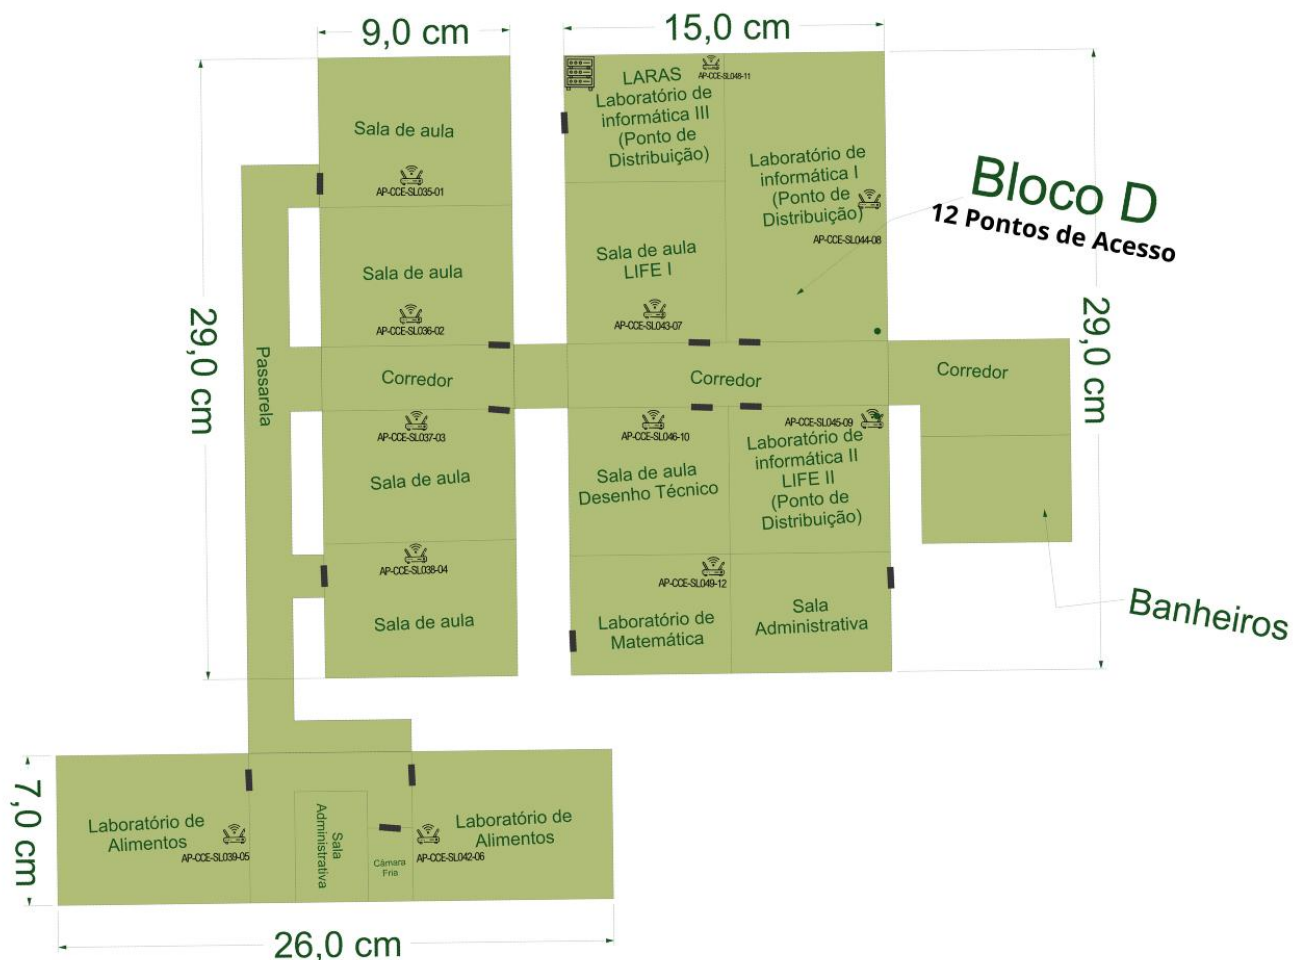 9,0 cm
15,0 cm
29,0 cm
Sala de aula
AP-CCE-SL035-01
Sala de aula
AP-CCE-SL036-02
Passarela
Corredor
AP-CCE-SL037-03
Sala de aula
AP-CCE-SL038-04
Sala de aula
LARAS
Laboratório de
informática III
(Ponto de
Distribuição)
AP-CCE-SL048-11
Laboratório de
informática I
(Ponto de
Distribuição)
AP-CCE-SL044-08
Sala de aula
LIFE I
AP-CCE-SL043-07
Corredor
Corredor
AP-CCE-SL046-10
Sala de aula
Desenho Técnico
AP-CCE-SL045-09
Laboratório de
informática II
LIFE II
(Ponto de
Distribuição)
AP-CCE-SL049-12
Laboratório de
Matemática
Sala
Administrativa
Bloco D
12 Pontos de Acesso
29,0 cm
Banheiros
7,0 cm
Laboratório de
Alimentos
AP-CCE-SL039-05
Sala
Administrativa
Câmara
Fria
Laboratório de
Alimentos
AP-CCE-SL042-06
26,0 cm